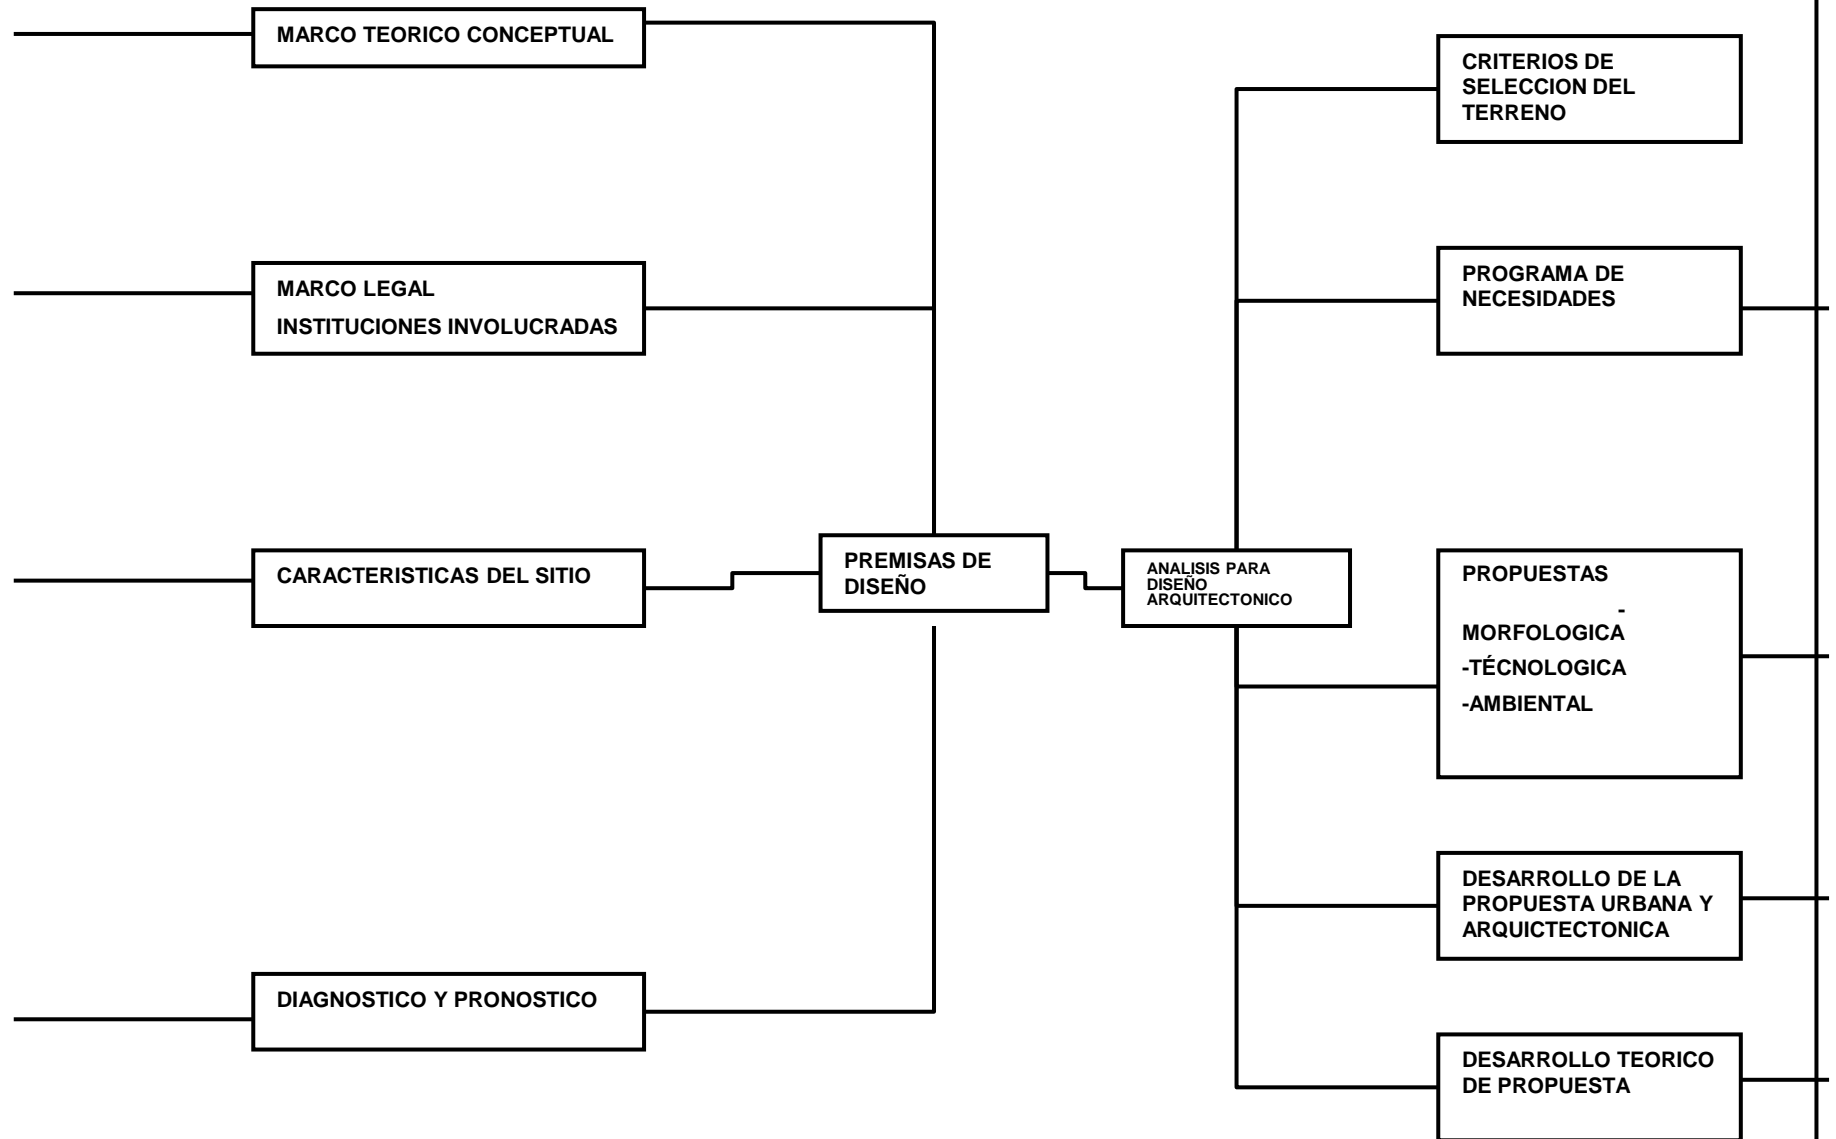 MARCO TEORICO CONCEPTUAL
MARCO LEGAL
INSTITUCIONES INVOLUCRADAS
CARACTERISTICAS DEL SITIO
DIAGNOSTICO Y PRONOSTICO
PREMISAS DE
DISEÑO
ANALISIS PARA
DISEÑO
ARQUITECTONICO
CRITERIOS DE
SELECCION DEL
TERRENO
PROGRAMA DE
NECESIDADES
PROPUESTAS
-
MORFOLOGICA
-TÉCNOLOGICA
-AMBIENTAL
DESARROLLO DE LA
PROPUESTA URBANA Y
ARQUICTECTONICA
DESARROLLO TEORICO
DE PROPUESTA